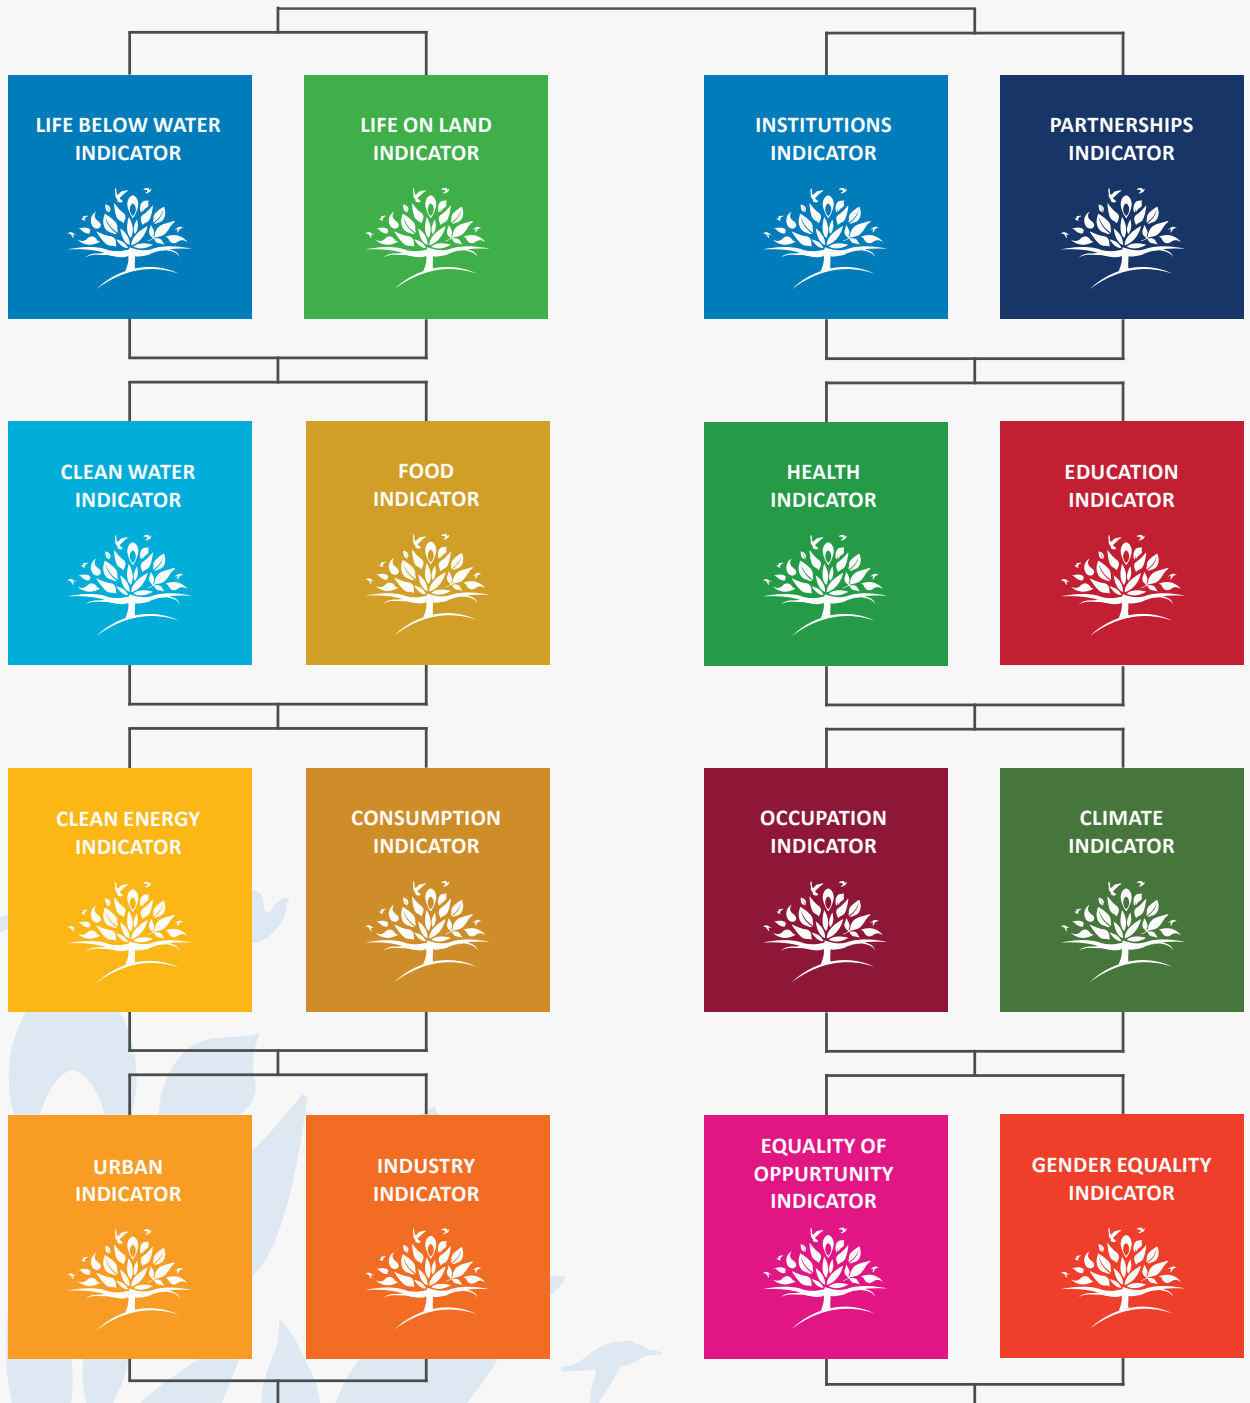 LIFE BELOW WATER
INDICATOR
LIFE ON LAND
INDICATOR
INSTITUTIONS
INDICATOR
PARTNERSHIPS
INDICATOR
CLEAN WATER
INDICATOR
FOOD
INDICATOR
HEALTH
INDICATOR
EDUCATION
INDICATOR
CLEAN ENERGY
INDICATOR
CONSUMPTION
INDICATOR
OCCUPATION
INDICATOR
CLIMATE
INDICATOR
URBAN
INDICATOR
INDUSTRY
INDICATOR
EQUALITY OF
OPPURTUNITY
INDICATOR
GENDER EQUALITY
INDICATOR